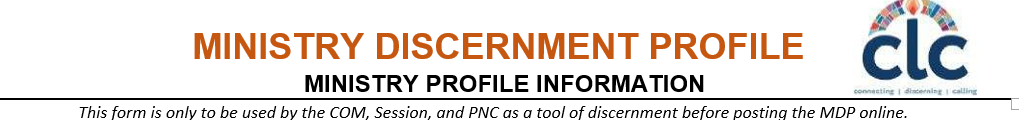 MINISTRY DISCERNMENT PROFILE
clc
MINISTRY PROFILE INFORMATION
connecting | discerning | calling
This form is only to be used by the COM, Session, and PNC as a tool of discernment before posting the MDP online.